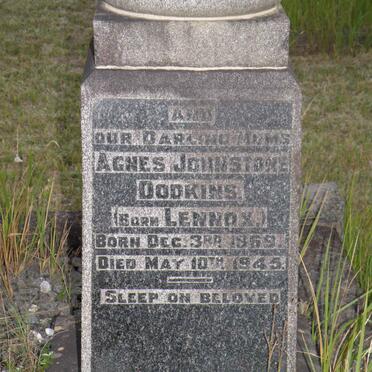 AND
OUR DARLING MUMS
AGNES JOHNSTONE
DODKINS.
(BORN LENNOX.)
BORN DEC: 3RD 1869.
DIED MAY 10TH 1945.
SLEEP ON BELOVED